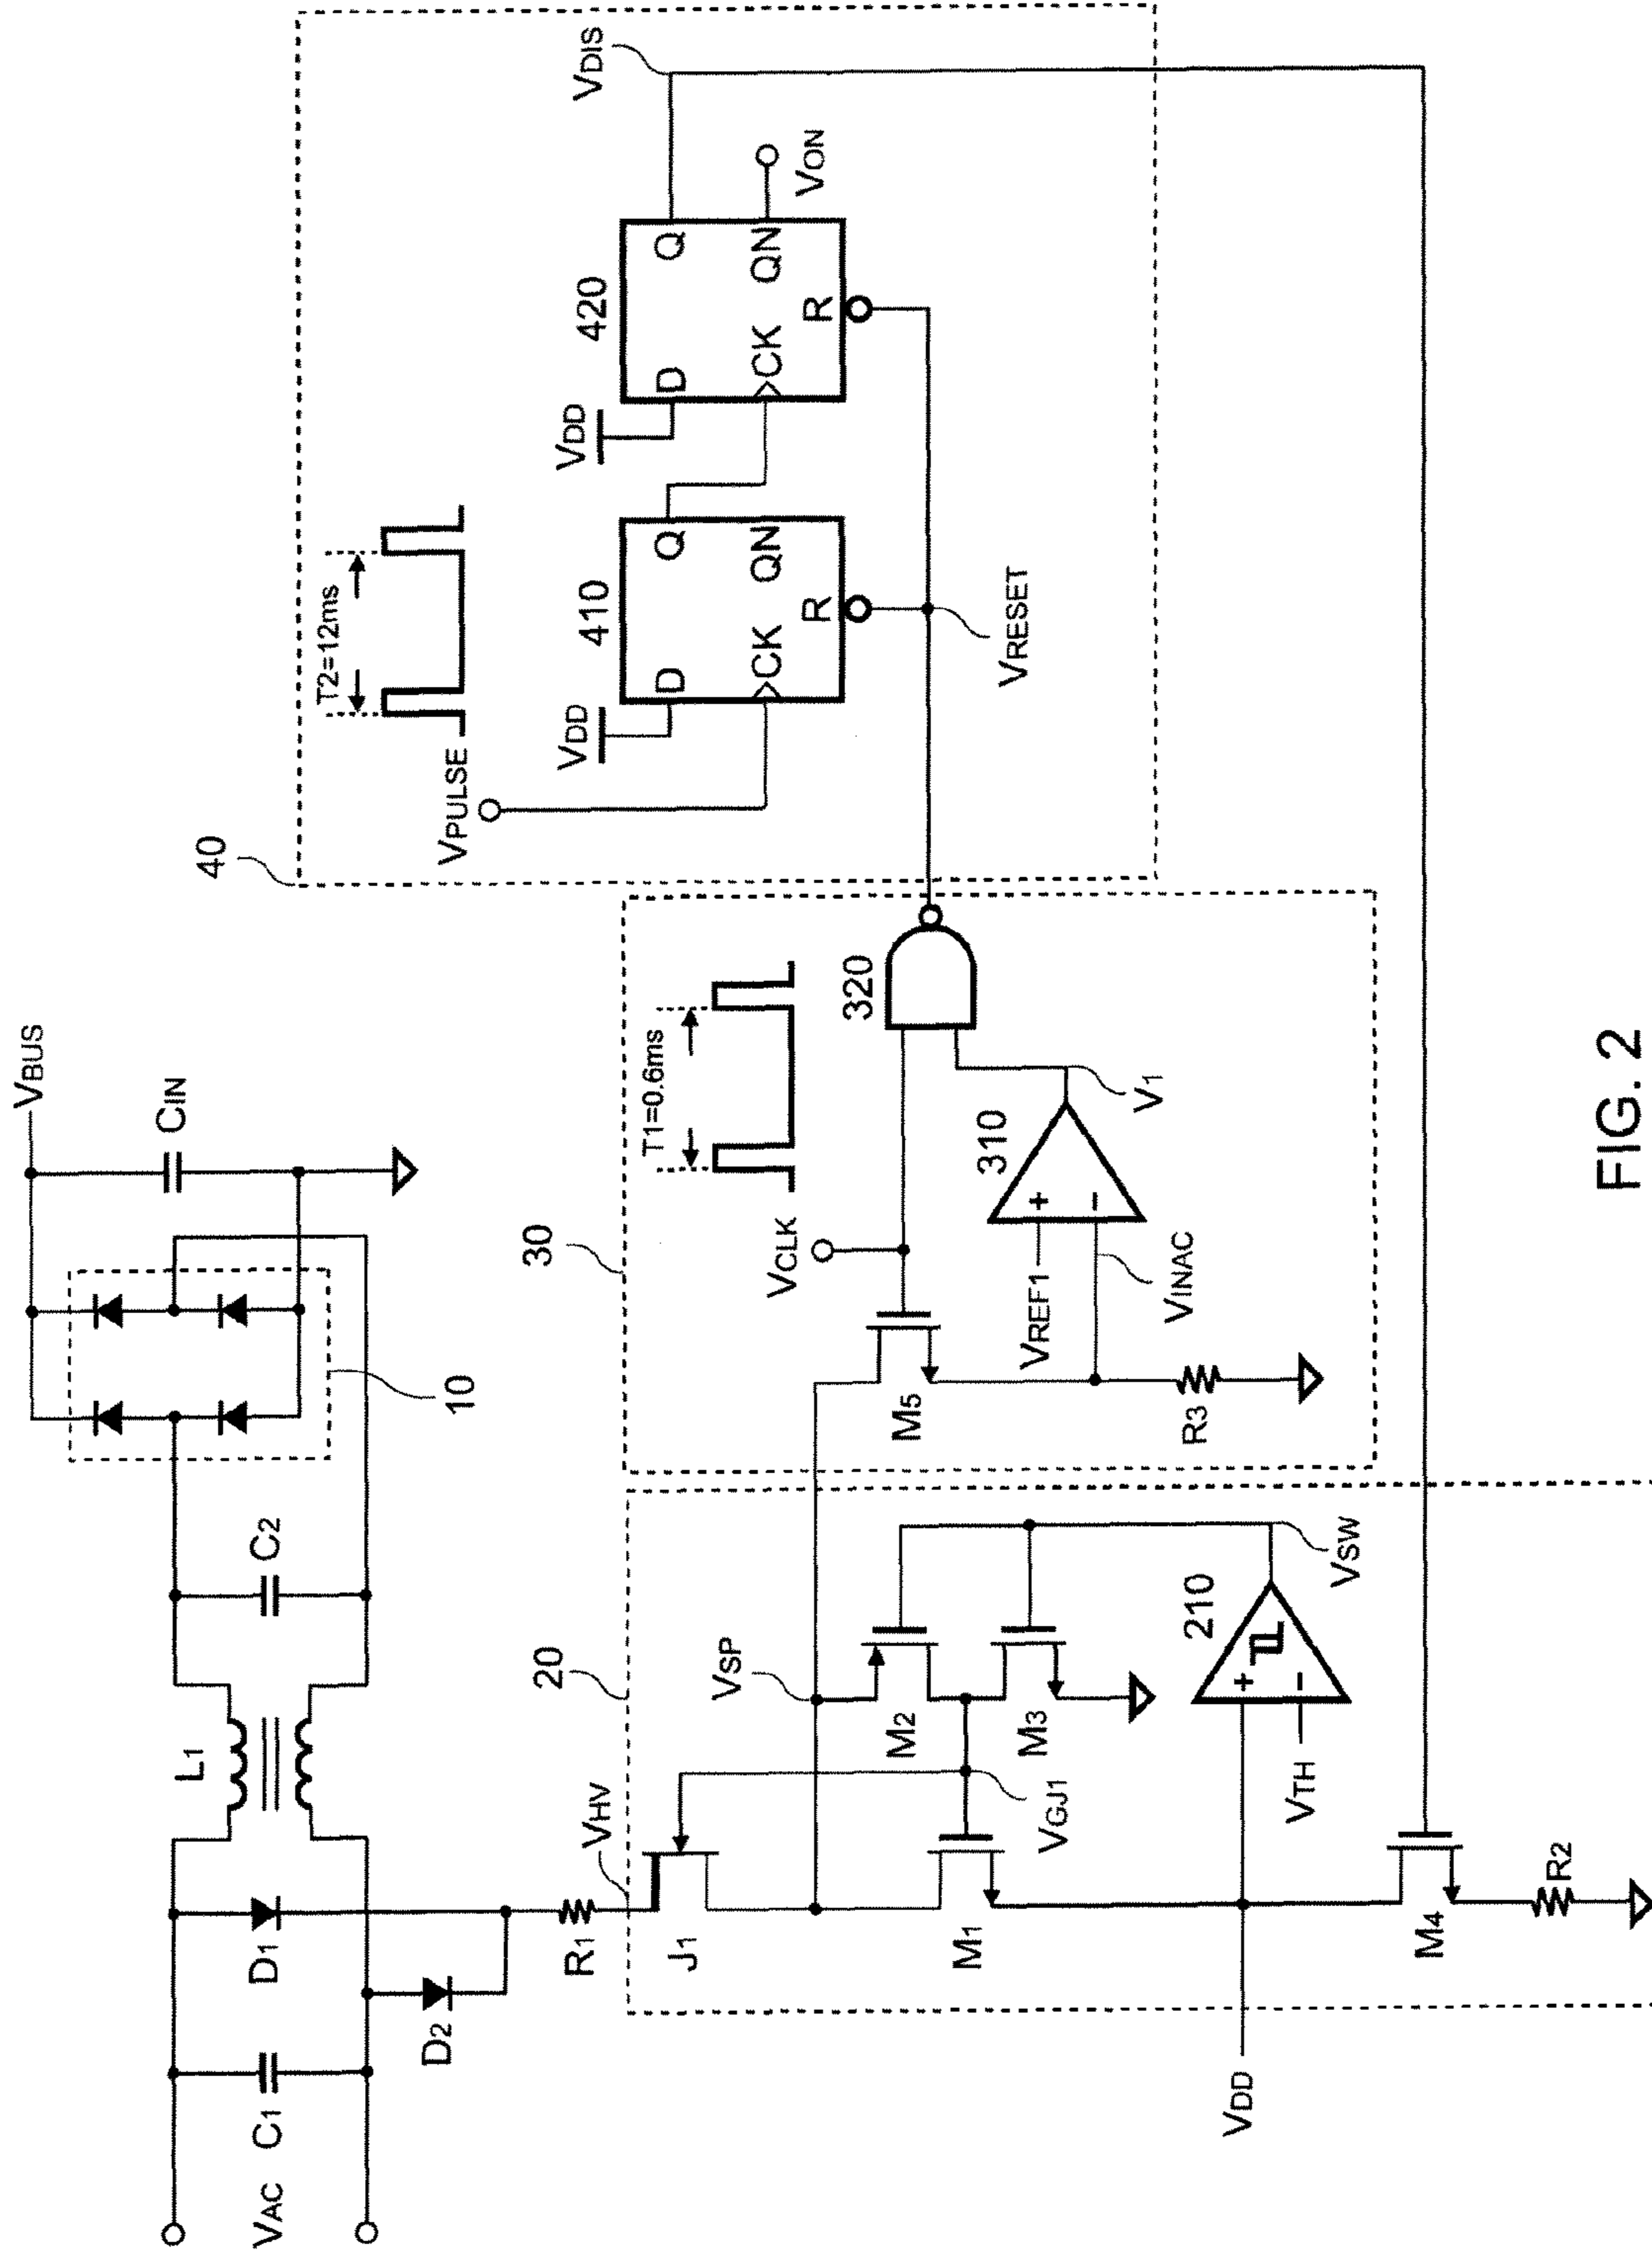 VAC
C1
D1
D2
L1
C2
10
CIN
VBUS
R1
VHV
20
J1
VSP
M1
M2
M3
VGJ1
VDD
VTH
+
-
210
VSW
M4
R2
30
VCLK
T1=0.6ms
M5
R3
VREF1
VINAC
+
-
310
V1
320
40
VPULSE
T2=12ms
VDD
D
410
Q
CK
QN
R
VRESET
VDD
D
420
Q
CK
QN
R
VDIS
VON
FIG. 2